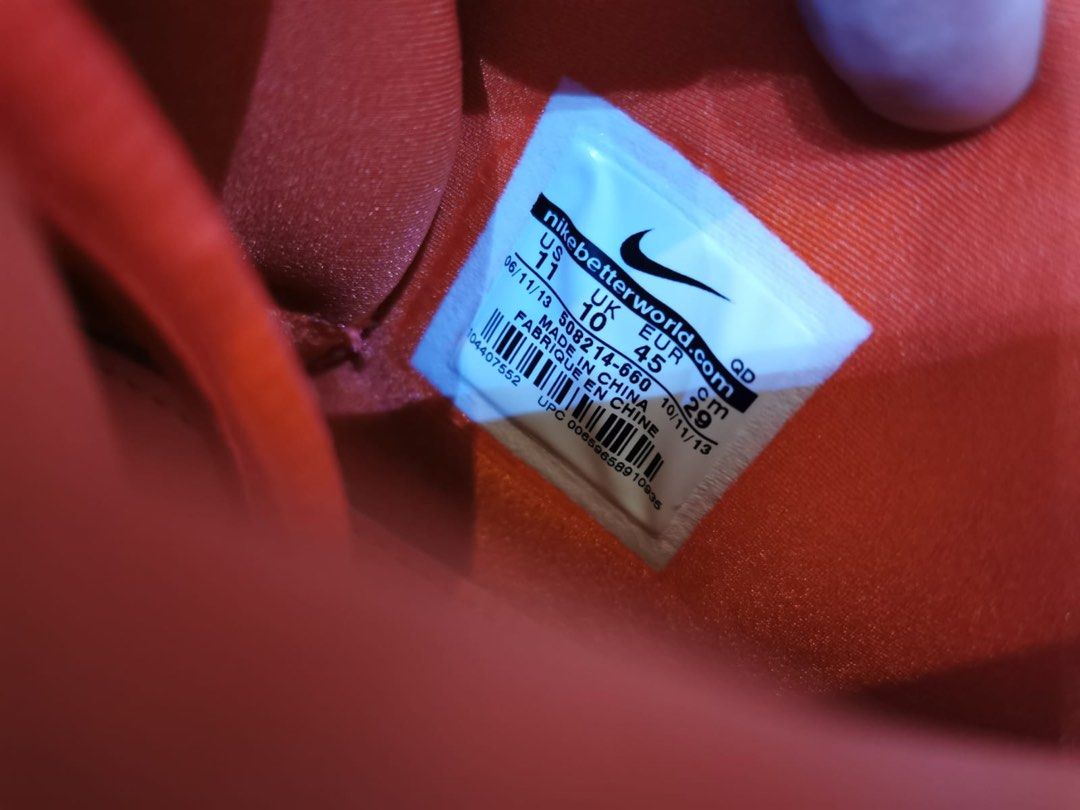 nikebetterworld.com QD
US UK EUR cm
11 10 45 29
06/11/13 508214-660 10/11/13
MADE IN CHINA
FABRIQUE EN CHINE
UPC 00659658910935